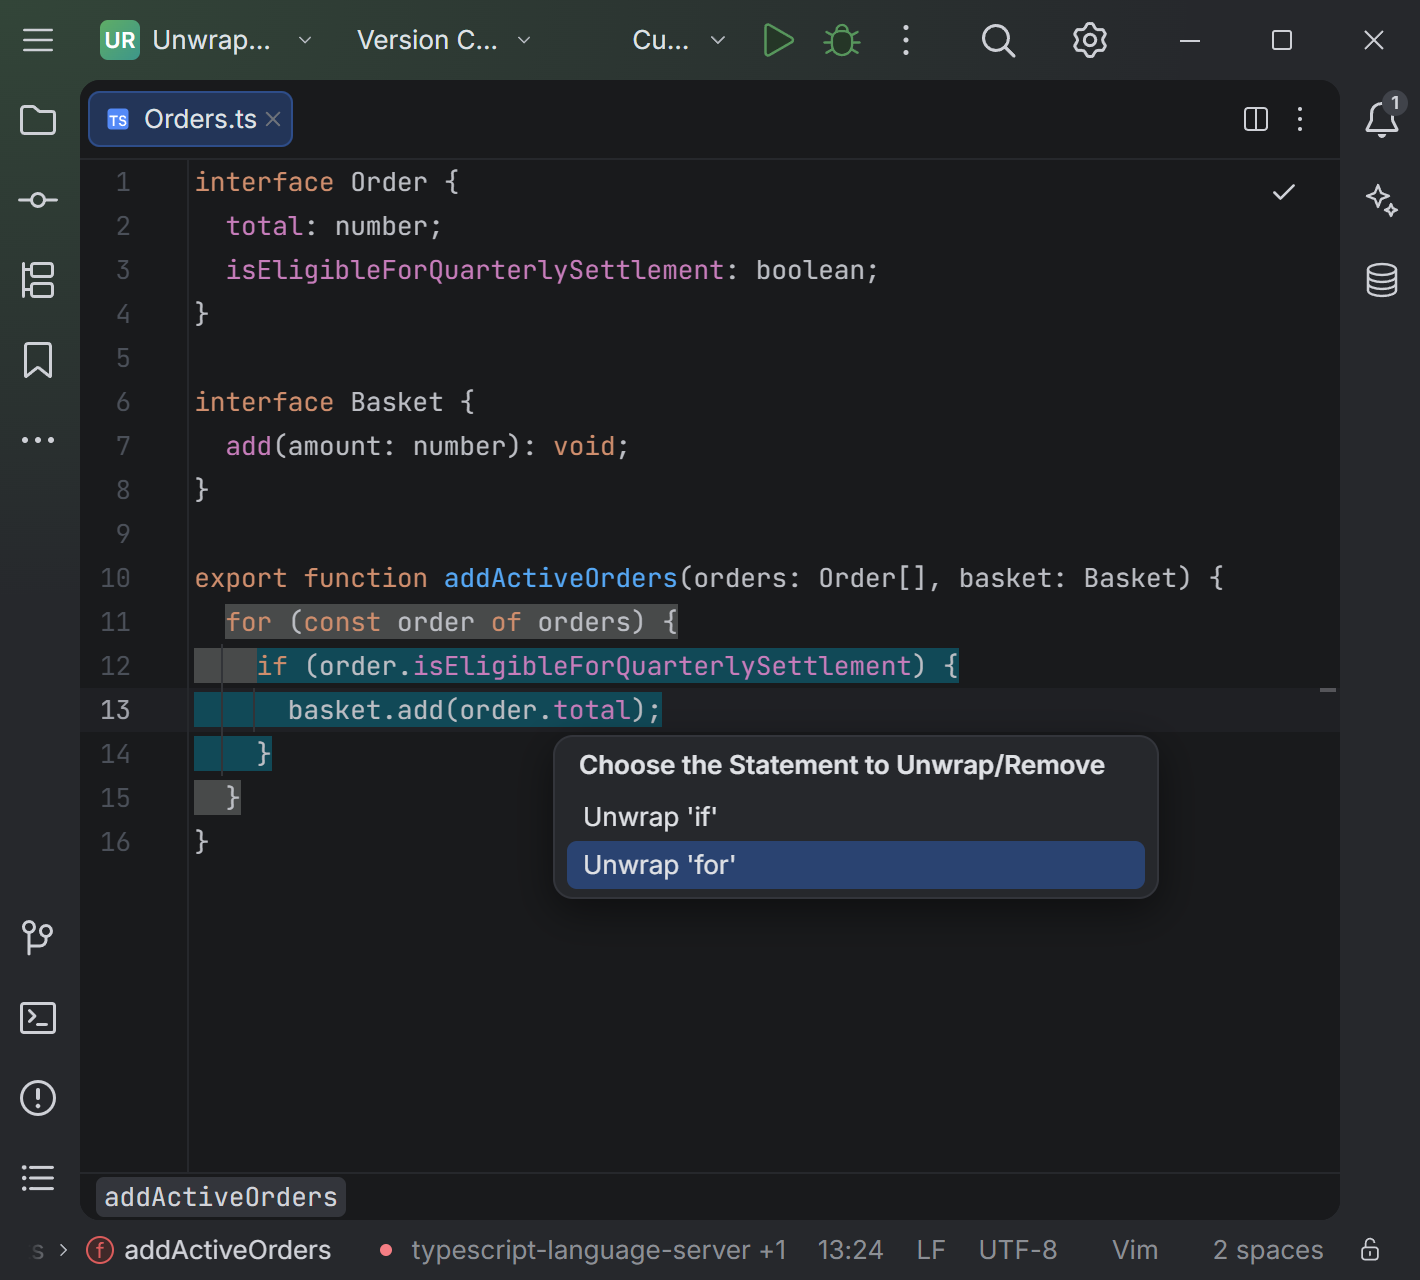 UR Unwrap... Version C... Cu...
TS Orders.ts
1
1 interface Order {
2   total: number;
3   isEligibleForQuarterlySettlement: boolean;
4 }
5
6 interface Basket {
7   add(amount: number): void;
8 }
9
10 export function addActiveOrders(orders: Order[], basket: Basket) {
11   for (const order of orders) {
12     if (order.isEligibleForQuarterlySettlement) {
13       basket.add(order.total);
14     }
15   }
16 }
Choose the Statement to Unwrap/Remove
Unwrap 'if'
Unwrap 'for'
addActiveOrders
s › f addActiveOrders typescript-language-server +1 13:24 LF UTF-8 Vim 2 spaces